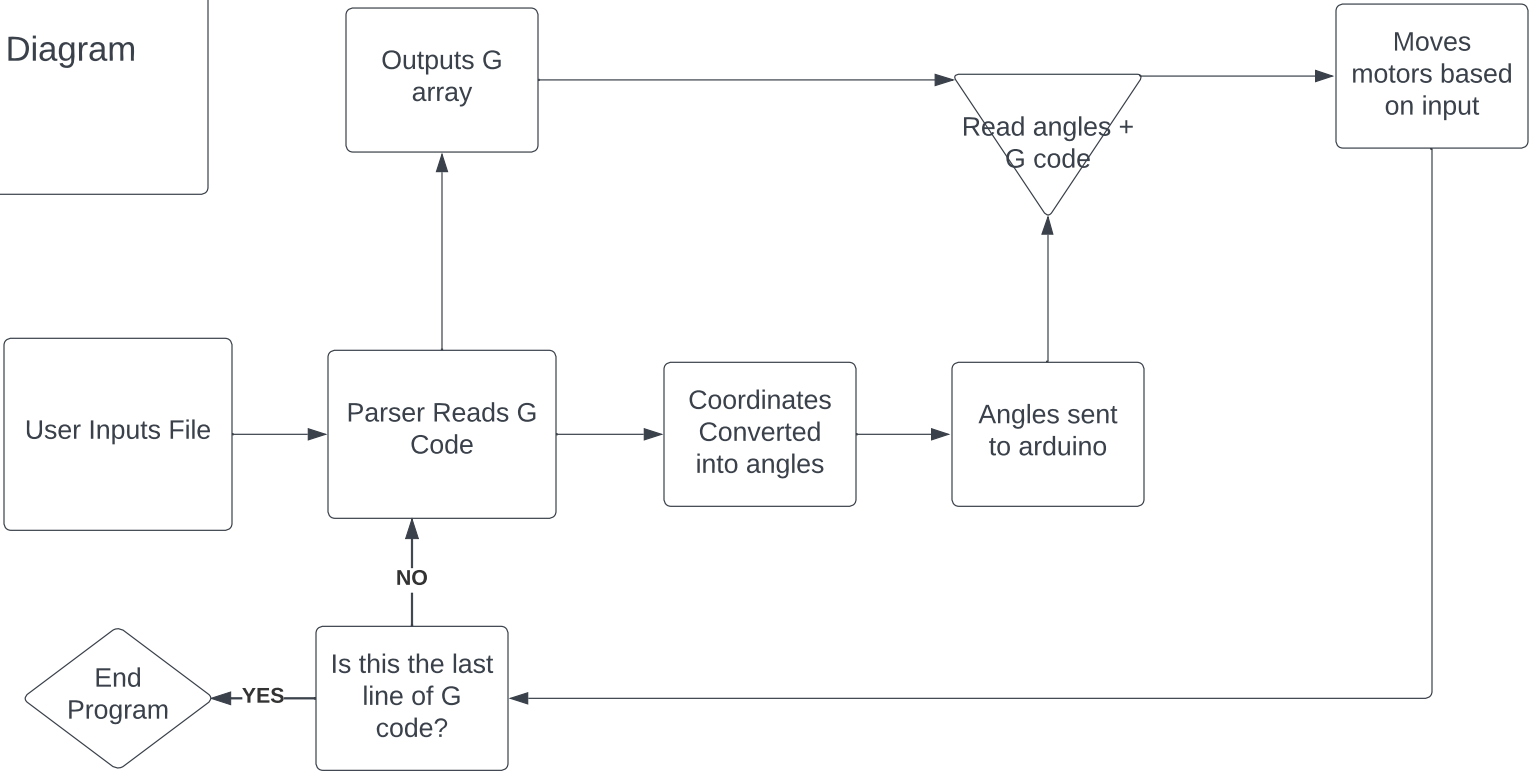 Diagram
Outputs G
array
Read angles +
G code
Moves
motors based
on input
User Inputs File
Parser Reads G
Code
Coordinates
Converted
into angles
Angles sent
to arduino
NO
End
Program
YES
Is this the last
line of G
code?